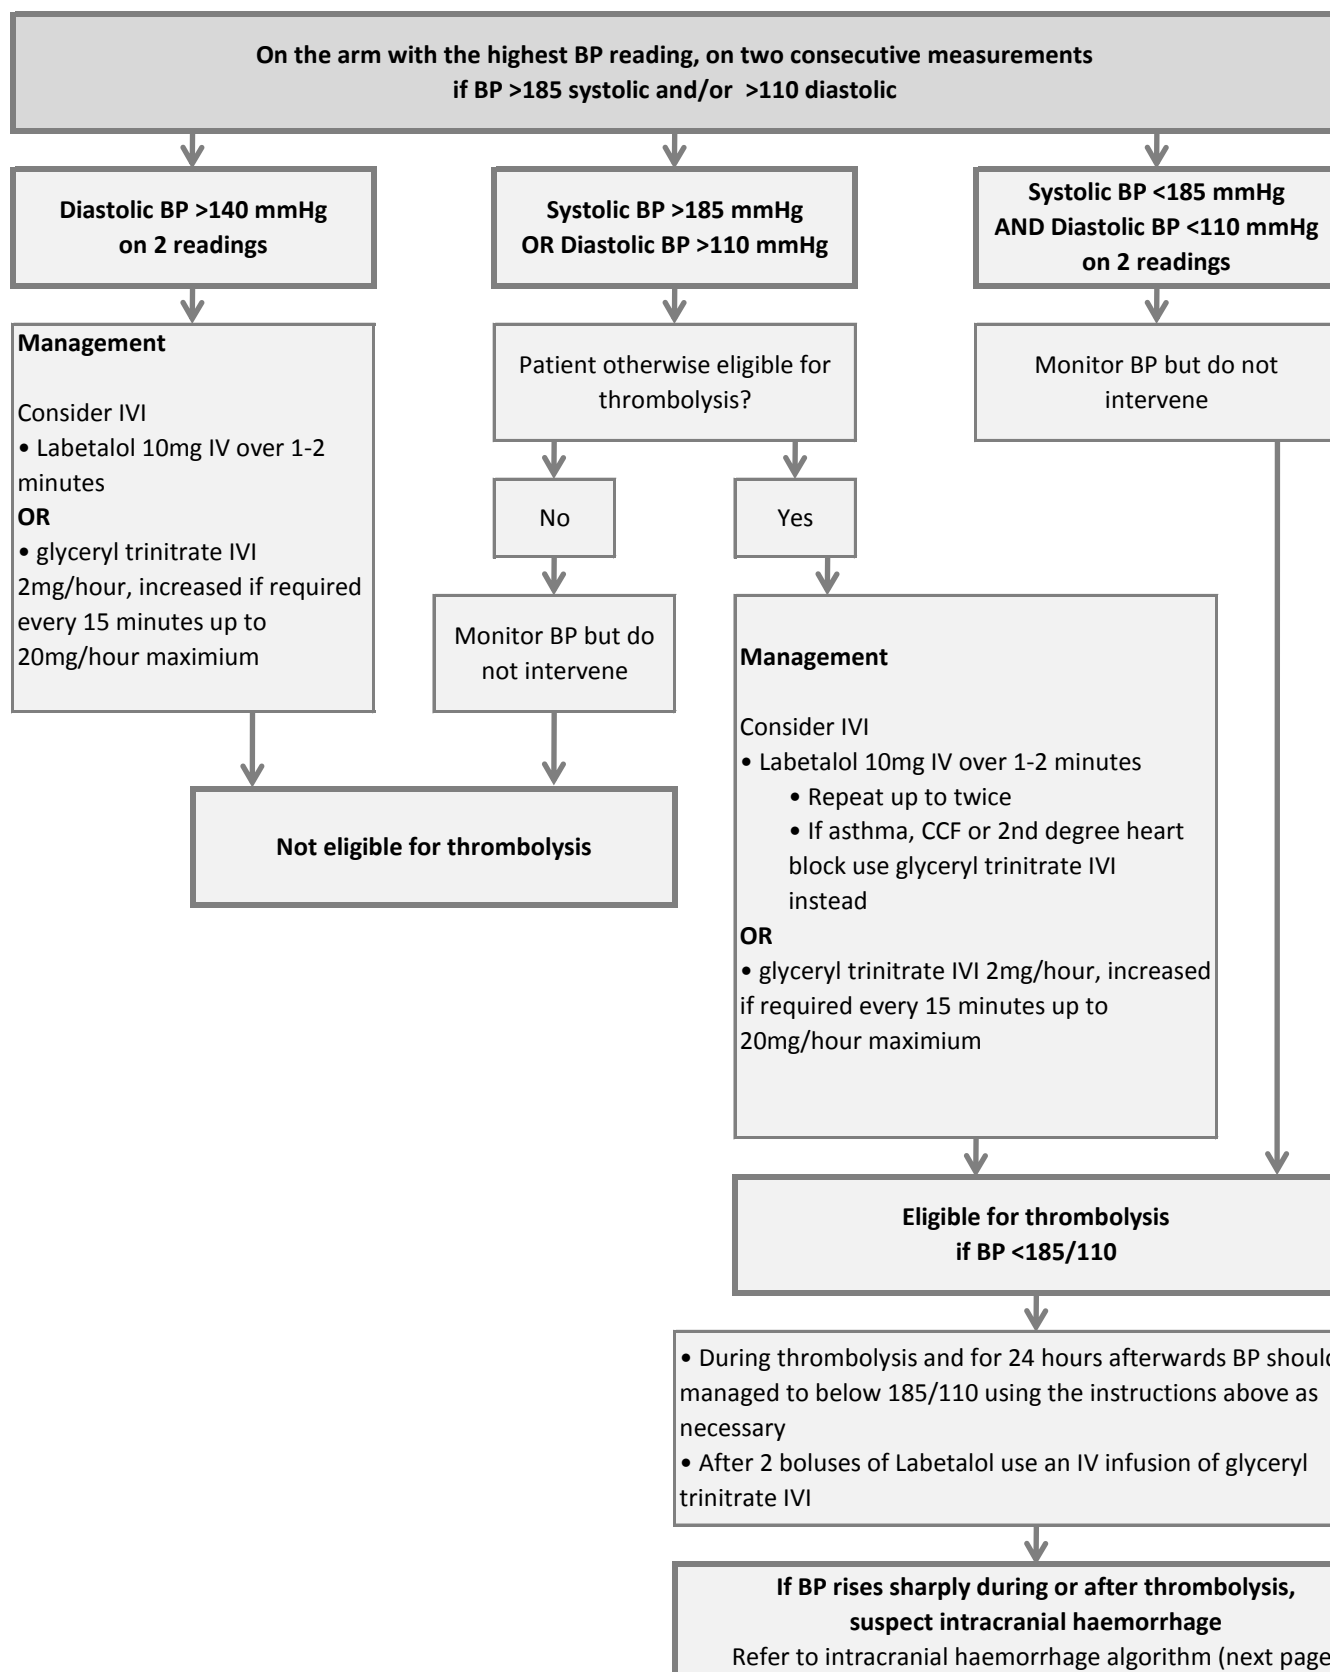 On the arm with the highest BP reading, on two consecutive measurements
if BP >185 systolic and/or  >110 diastolic
Diastolic BP >140 mmHg
on 2 readings
Systolic BP >185 mmHg
OR Diastolic BP >110 mmHg
Systolic BP <185 mmHg
AND Diastolic BP <110 mmHg
on 2 readings
Management
Consider IVI
• Labetalol 10mg IV over 1-2
minutes
OR
• glyceryl trinitrate IVI
2mg/hour, increased if required
every 15 minutes up to
20mg/hour maximium
Patient otherwise eligible for
thrombolysis?
Monitor BP but do not
intervene
No
Yes
Monitor BP but do
not intervene
Management
Consider IVI
• Labetalol 10mg IV over 1-2 minutes
• Repeat up to twice
• If asthma, CCF or 2nd degree heart
block use glyceryl trinitrate IVI
instead
OR
• glyceryl trinitrate IVI 2mg/hour, increased
if required every 15 minutes up to
20mg/hour maximium
Not eligible for thrombolysis
Eligible for thrombolysis
if BP <185/110
• During thrombolysis and for 24 hours afterwards BP should
managed to below 185/110 using the instructions above as
necessary
• After 2 boluses of Labetalol use an IV infusion of glyceryl
trinitrate IVI
If BP rises sharply during or after thrombolysis,
suspect intracranial haemorrhage
Refer to intracranial haemorrhage algorithm (next page